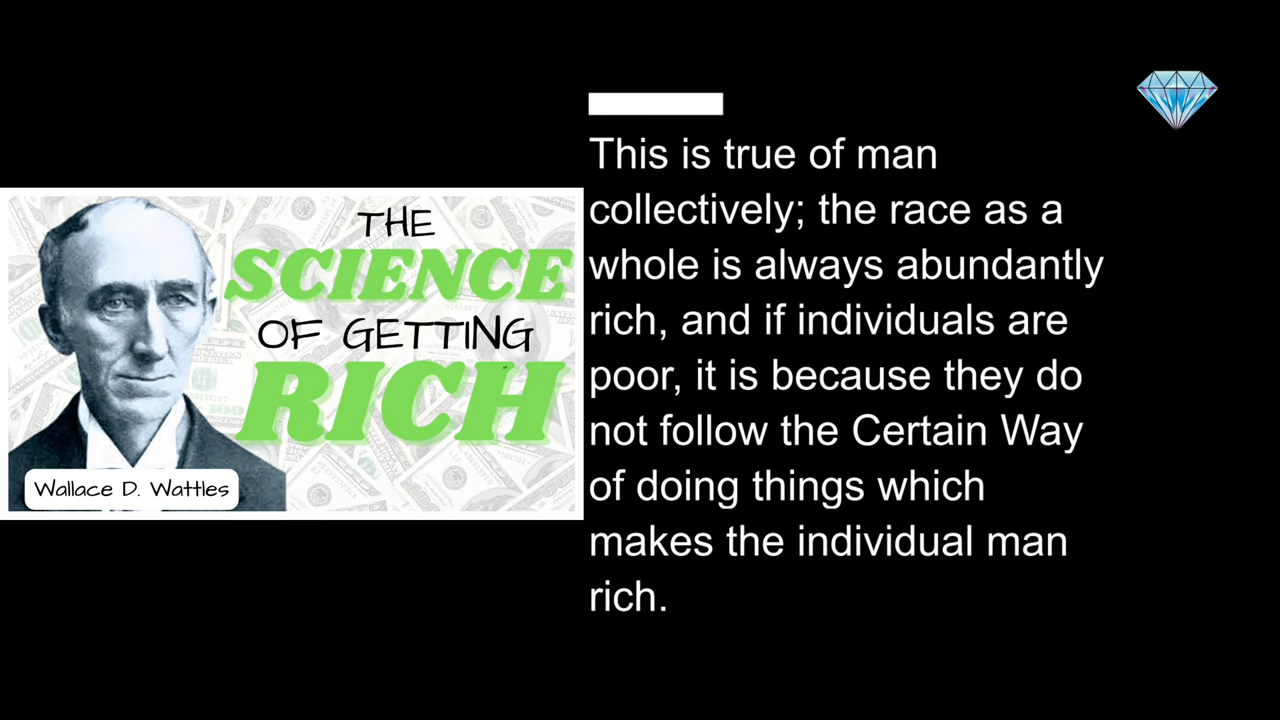 THE
SCIENCE
OF GETTING
RICH
Wallace D. Wattles
This is true of man
collectively; the race as a
whole is always abundantly
rich, and if individuals are
poor, it is because they do
not follow the Certain Way
of doing things which
makes the individual man
rich.